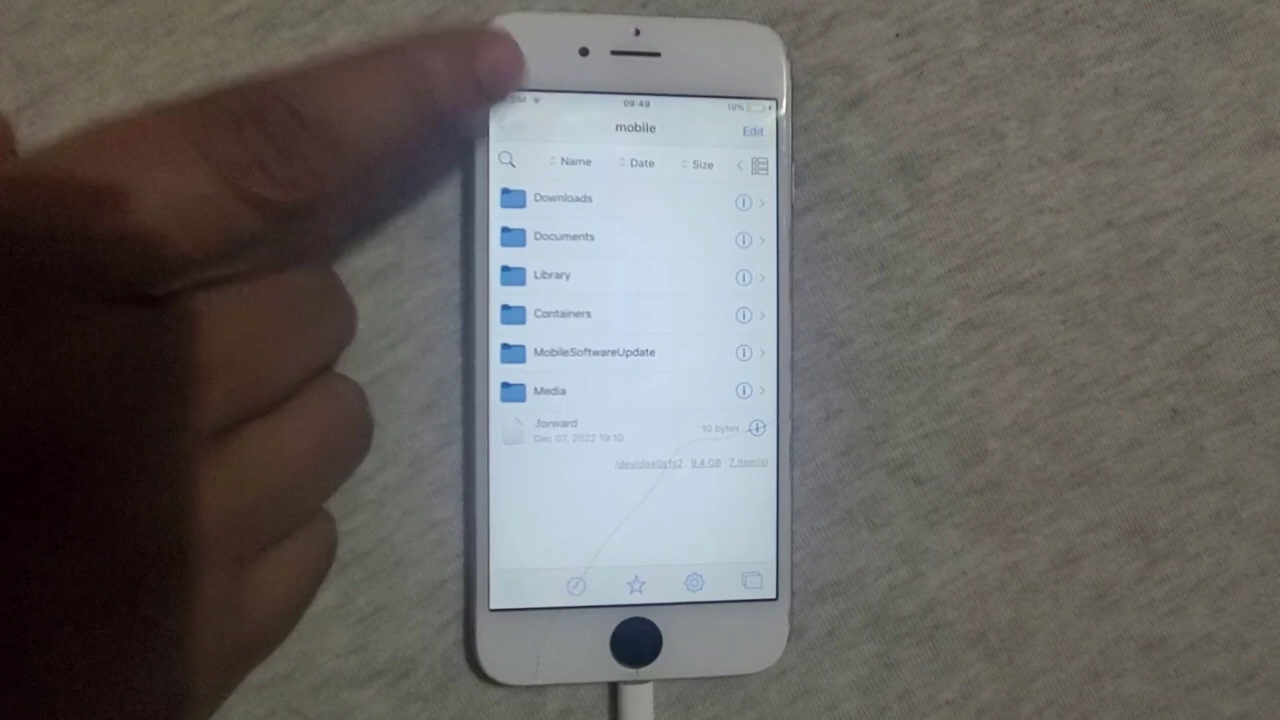 09:49 19%
mobile Edit
Name Date Size
Downloads
Documents
Library
Containers
MobileSoftwareUpdate
Media
.forward 10 bytes
Dec 07, 2022 19:10
/dev/disk0s1s2 9.4 GB 7 item(s)